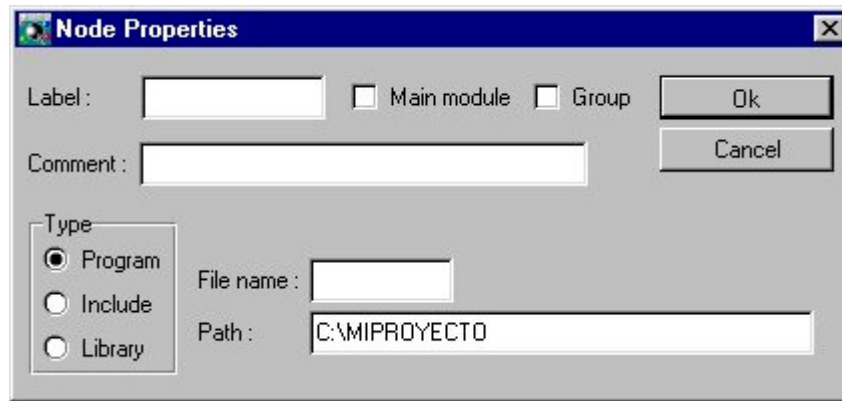 Node Properties
Label : Main module Group Ok
Comment : Cancel
Type
Program
Include
Library
File name :
Path : C:\MIPROYECTO